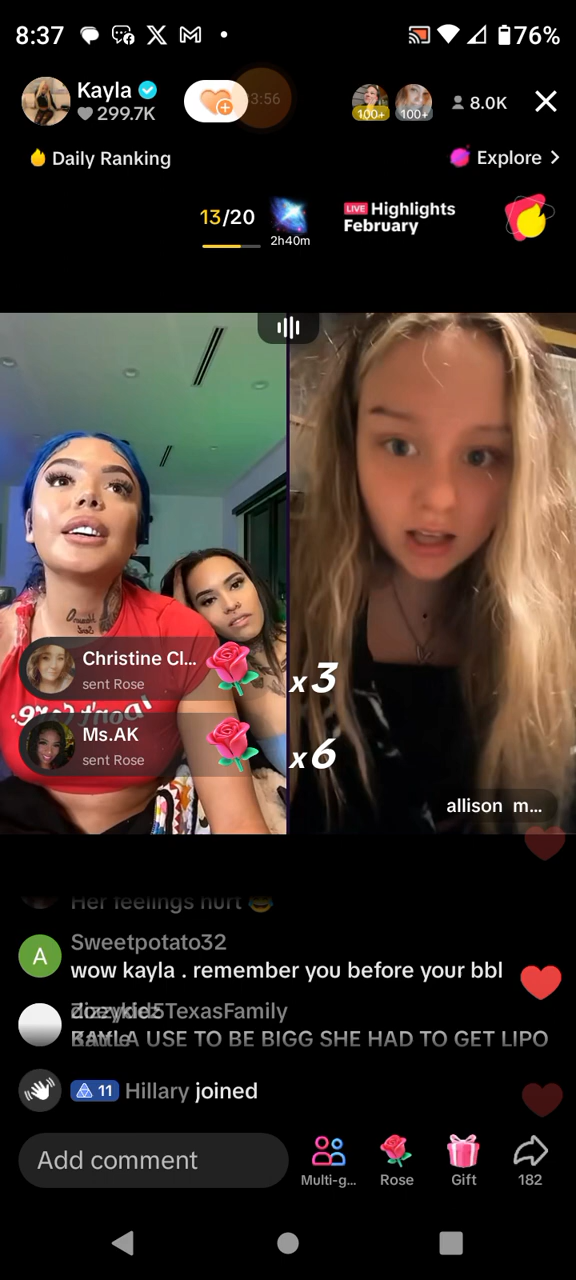 8:37
76%
Kayla
299.7K
3:56
100+
100+
8.0K
Daily Ranking
Explore
13/20
2h40m
LIVE Highlights
February
Christine Cl...
sent Rose
x3
Ms.AK
sent Rose
x6
allison m...
Her feelings hurt
Sweetpotato32
A
wow kayla . remember you before your bbl
KAYLA USE TO BE BIGG SHE HAD TO GET LIPO
11 Hillary joined
Add comment
Multi-g...
Rose
Gift
182